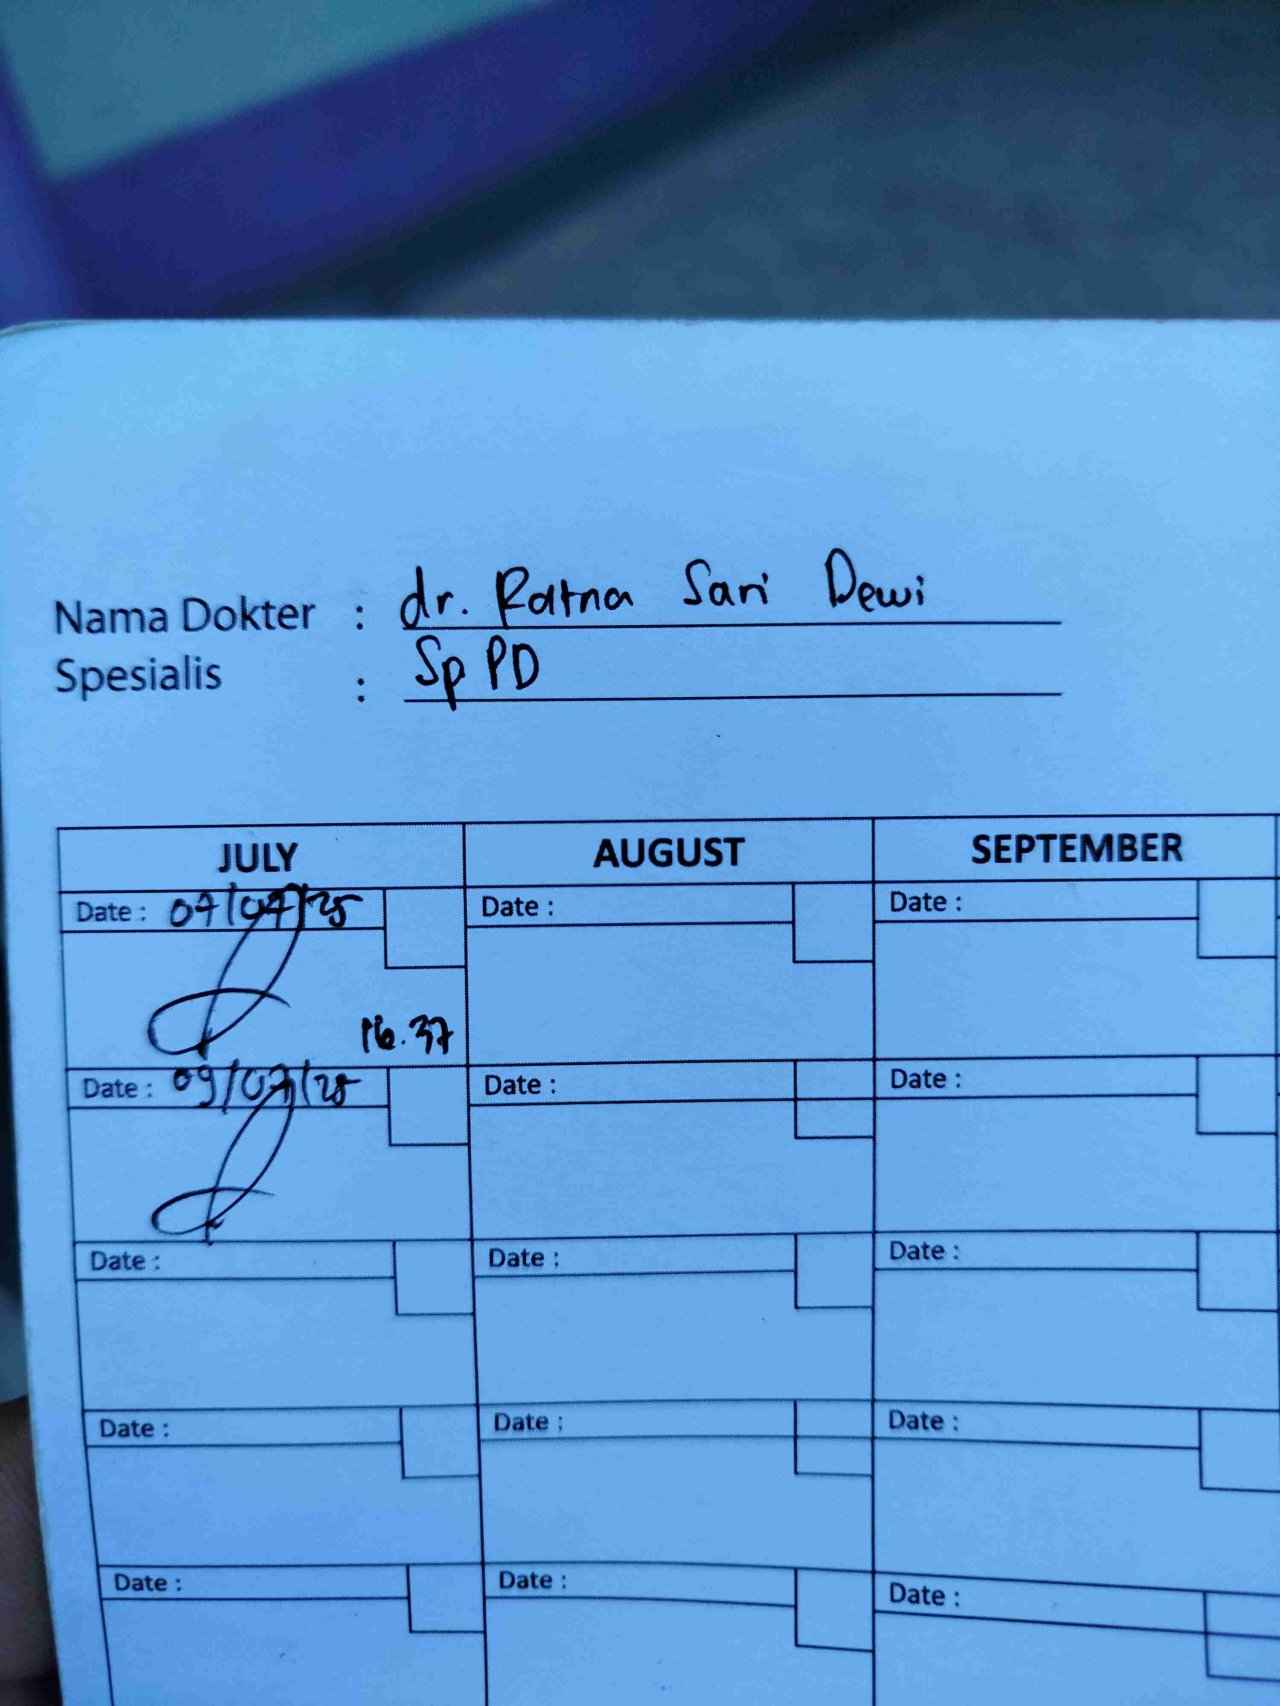 Nama Dokter : dr. Ratna Sari Dewi
Spesialis : Sp PD
JULY AUGUST SEPTEMBER
Date : 07/07/25 Date : Date :
16.37
Date : 09/07/25 Date : Date :
Date : Date : Date :
Date : Date : Date :
Date : Date : Date :